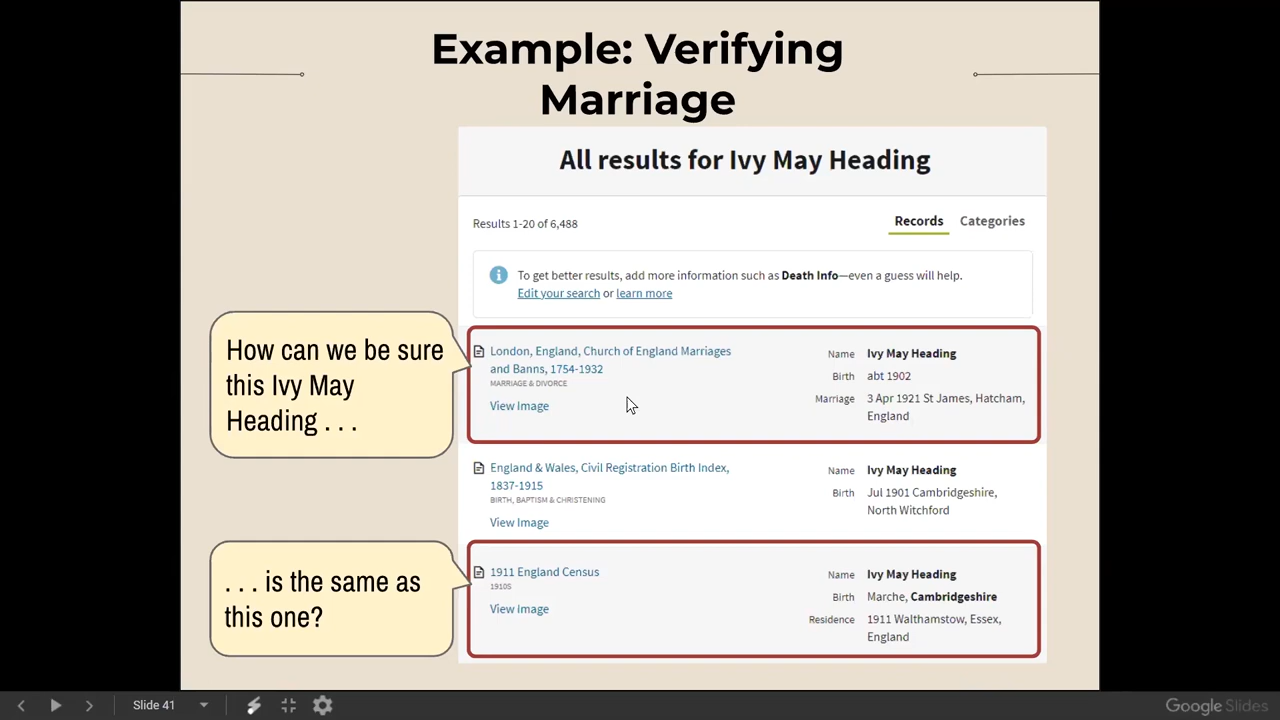 Example: Verifying
Marriage
All results for Ivy May Heading
Results 1-20 of 6,488
Records Categories
To get better results, add more information such as Death Info—even a guess will help.
Edit your search or learn more
How can we be sure
this Ivy May
Heading . . .
London, England, Church of England Marriages
and Banns, 1754-1932
MARRIAGE & DIVORCE
View Image
Name Ivy May Heading
Birth abt 1902
Marriage 3 Apr 1921 St James, Hatcham,
England
England & Wales, Civil Registration Birth Index,
1837-1915
BIRTH, BAPTISM & CHRISTENING
View Image
Name Ivy May Heading
Birth Jul 1901 Cambridgeshire,
North Witchford
. . . is the same as
this one?
1911 England Census
1910S
View Image
Name Ivy May Heading
Birth Marche, Cambridgeshire
Residence 1911 Walthamstow, Essex,
England
Slide 41
Google Slides